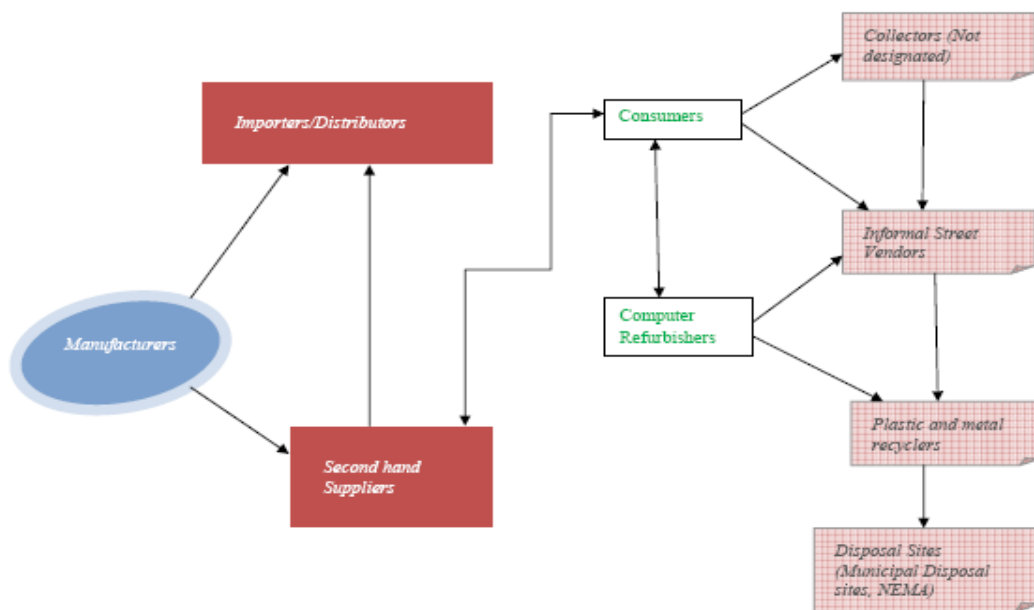 Collectors (Not
designated)
Importers/Distributors
Consumers
Informal Street
Vendors
Computer
Refurbishers
Manufacturers
Plastic and metal
recyclers
Second hand
Suppliers
Disposal Sites
(Municipal Disposal
sites, NEMA)